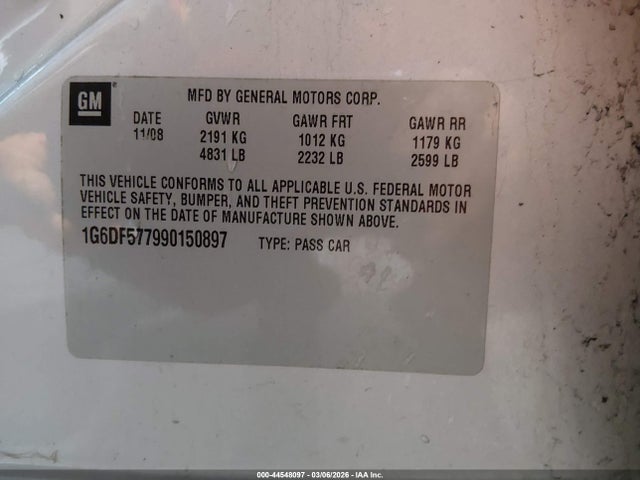 GM
MFD BY GENERAL MOTORS CORP.
DATE GVWR GAWR FRT GAWR RR
11/08 2191 KG 1012 KG 1179 KG
4831 LB 2232 LB 2599 LB
THIS VEHICLE CONFORMS TO ALL APPLICABLE U.S. FEDERAL MOTOR
VEHICLE SAFETY, BUMPER, AND THEFT PREVENTION STANDARDS IN
EFFECT ON THE DATE OF MANUFACTURE SHOWN ABOVE.
1G6DF577990150897 TYPE: PASS CAR
000-44548097 - 03/06/2026 - IAA Inc.